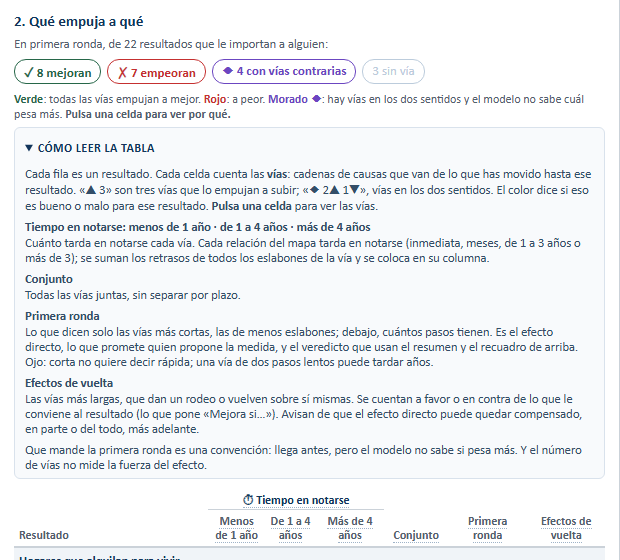 2. Qué empuja a qué
En primera ronda, de 22 resultados que le importan a alguien:
✓ 8 mejoran ✗ 7 empeoran ◆ 4 con vías contrarias 3 sin vía
Verde: todas las vías empujan a mejor. Rojo: a peor. Morado ◆: hay vías en los dos sentidos y el modelo no sabe cuál
pesa más. Pulsa una celda para ver por qué.
▼ CÓMO LEER LA TABLA
Cada fila es un resultado. Cada celda cuenta las vías: cadenas de causas que van de lo que has movido hasta ese
resultado. «▲ 3» son tres vías que lo empujan a subir; «◆ 2▲ 1▼», vías en los dos sentidos. El color dice si eso
es bueno o malo para ese resultado. Pulsa una celda para ver las vías.
Tiempo en notarse: menos de 1 año · de 1 a 4 años · más de 4 años
Cuánto tarda en notarse cada vía. Cada relación del mapa tarda en notarse (inmediata, meses, de 1 a 3 años o
más de 3); se suman los retrasos de todos los eslabones de la vía y se coloca en su columna.
Conjunto
Todas las vías juntas, sin separar por plazo.
Primera ronda
Lo que dicen solo las vías más cortas, las de menos eslabones; debajo, cuántos pasos tienen. Es el efecto
directo, lo que promete quien propone la medida, y el veredicto que usan el resumen y el recuadro de arriba.
Ojo: corta no quiere decir rápida; una vía de dos pasos lentos puede tardar años.
Efectos de vuelta
Las vías más largas, que dan un rodeo o vuelven sobre sí mismas. Se cuentan a favor o en contra de lo que le
conviene al resultado (lo que pone «Mejora si…»). Avisan de que el efecto directo puede quedar compensado,
en parte o del todo, más adelante.
Que mande la primera ronda es una convención: llega antes, pero el modelo no sabe si pesa más. Y el número
de vías no mide la fuerza del efecto.
⏱ Tiempo en notarse
Menos De 1 a 4 Más de 4 Primera Efectos de
Resultado de 1 año años años Conjunto ronda vuelta
Hogares que alquilan para vivir